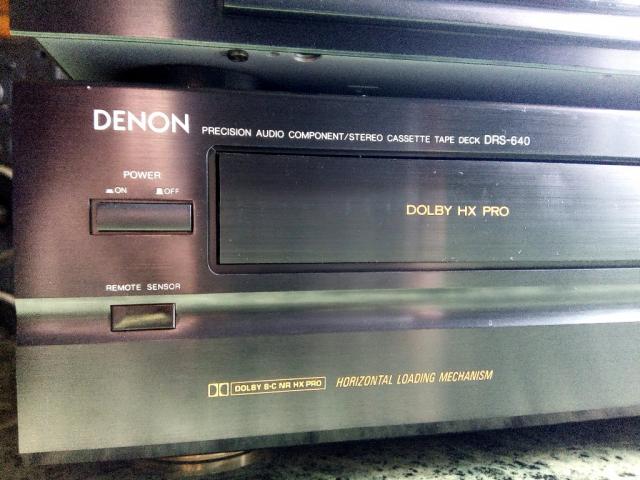 DENON PRECISION AUDIO COMPONENT/STEREO CASSETTE TAPE DECK DRS-640
POWER
ON OFF
DOLBY HX PRO
REMOTE SENSOR
DOLBY B-C NR HX PRO HORIZONTAL LOADING MECHANISM